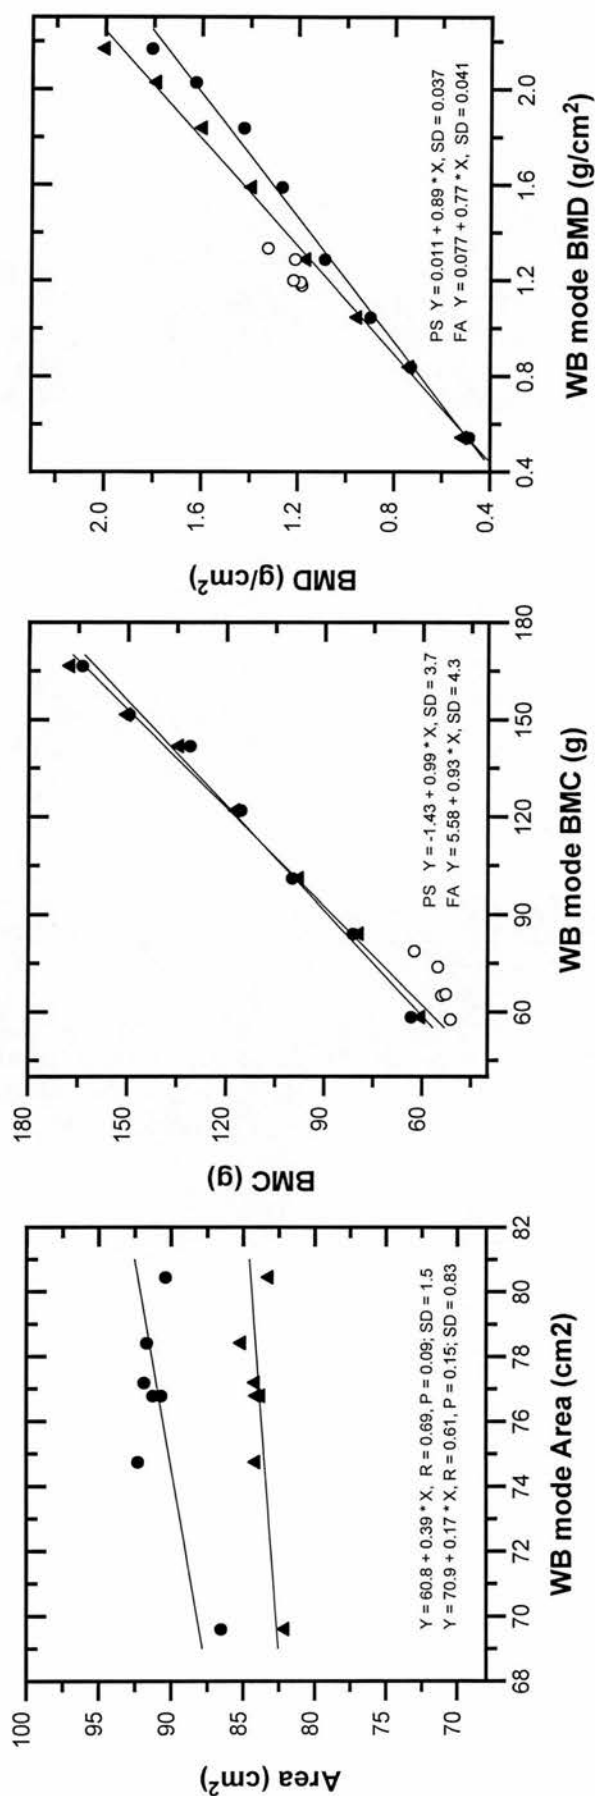 Area (cm²)
100
95
90
85
80
75
70
Y = 60.8 + 0.39 * X, R = 0.69, P = 0.09; SD = 1.5
Y = 70.9 + 0.17 * X, R = 0.61, P = 0.15; SD = 0.83
68 70 72 74 76 78 80 82
WB mode Area (cm2)
BMC (g)
180
150
120
90
60
PS Y = -1.43 + 0.99 * X, SD = 3.7
FA Y = 5.58 + 0.93 * X, SD = 4.3
60 90 120 150 180
WB mode BMC (g)
BMD (g/cm²)
2.0
1.6
1.2
0.8
0.4
PS Y = 0.011 + 0.89 * X, SD = 0.037
FA Y = 0.077 + 0.77 * X, SD = 0.041
0.4 0.8 1.2 1.6 2.0
WB mode BMD (g/cm²)